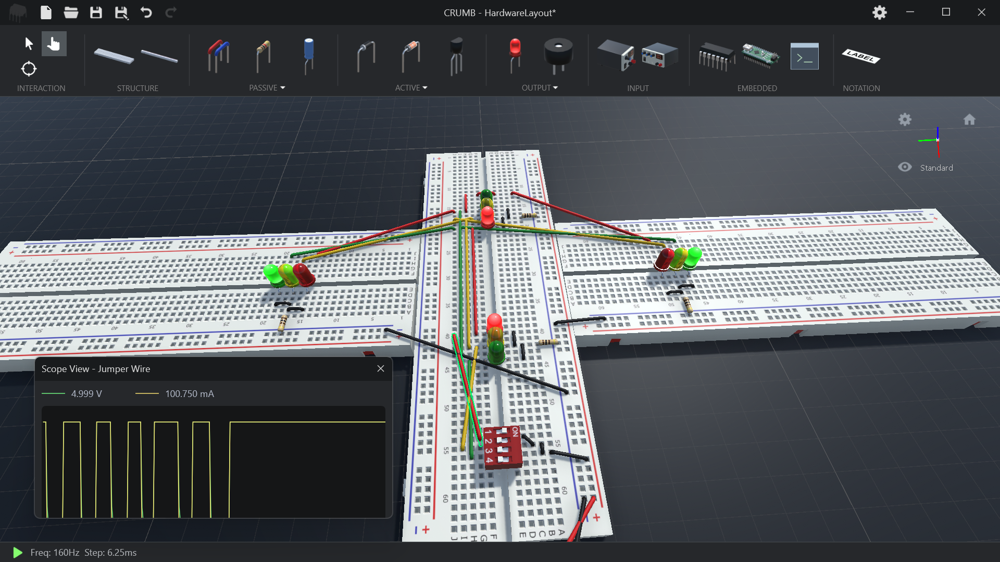 CRUMB - HardwareLayout*
INTERACTION
STRUCTURE
PASSIVE
ACTIVE
OUTPUT
INPUT
EMBEDDED
NOTATION
LABEL
>_
Standard
Scope View - Jumper Wire
4.999 V
100.750 mA
ON
1
2
3
4
Freq: 160Hz Step: 6.25ms